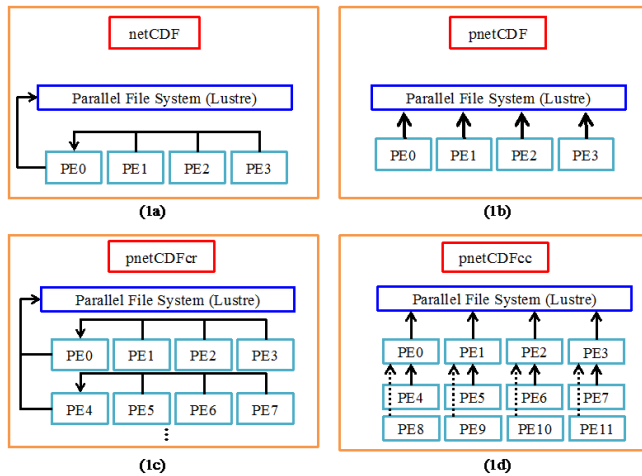 netCDF
Parallel File System (Lustre)
PE0 PE1 PE2 PE3
(1a)
pnetCDF
Parallel File System (Lustre)
PE0 PE1 PE2 PE3
(1b)
pnetCDFcr
Parallel File System (Lustre)
PE0 PE1 PE2 PE3
PE4 PE5 PE6 PE7
(1c)
pnetCDFcc
Parallel File System (Lustre)
PE0 PE1 PE2 PE3
PE4 PE5 PE6 PE7
PE8 PE9 PE10 PE11
(1d)